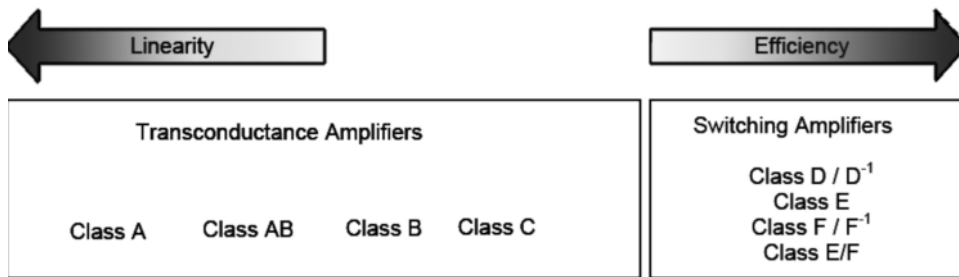 Linearity
Efficiency
Transconductance Amplifiers
Class A Class AB Class B Class C
Switching Amplifiers
Class D / D⁻¹
Class E
Class F / F⁻¹
Class E/F